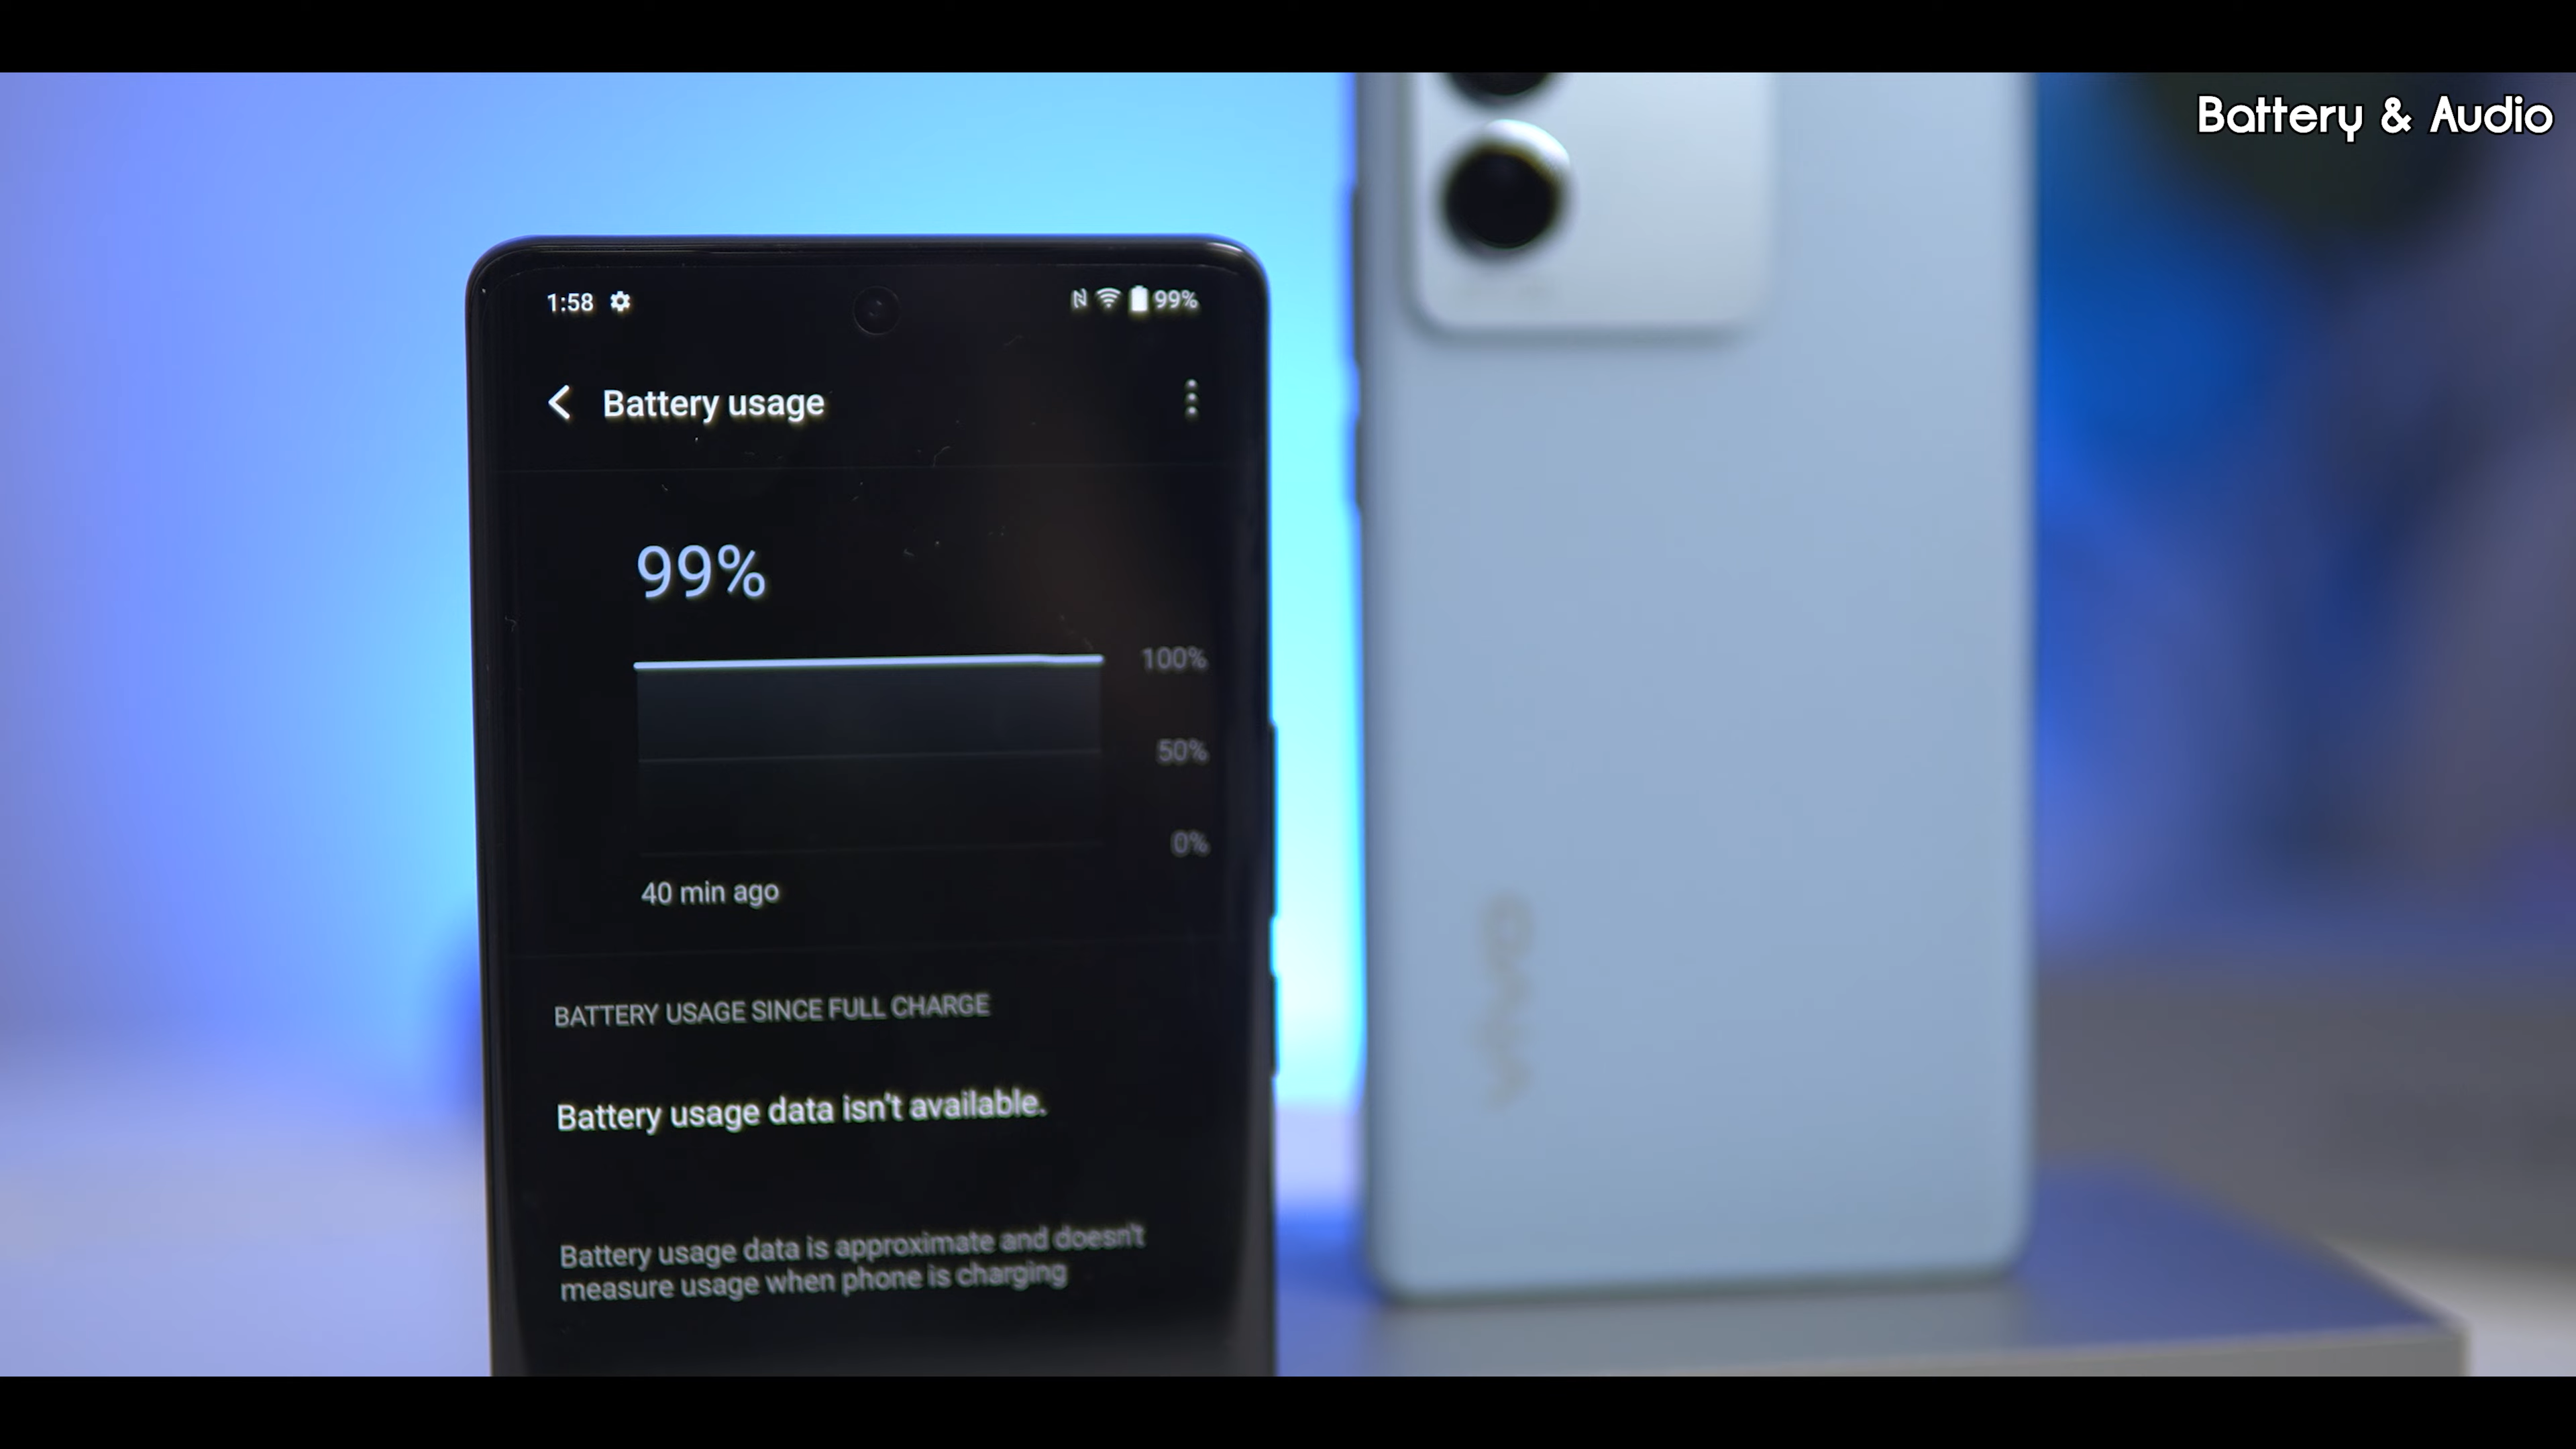 Battery & Audio
1:58 99%
Battery usage
99%
100%
50%
0%
40 min ago
BATTERY USAGE SINCE FULL CHARGE
Battery usage data isn't available.
Battery usage data is approximate and doesn't
measure usage when phone is charging